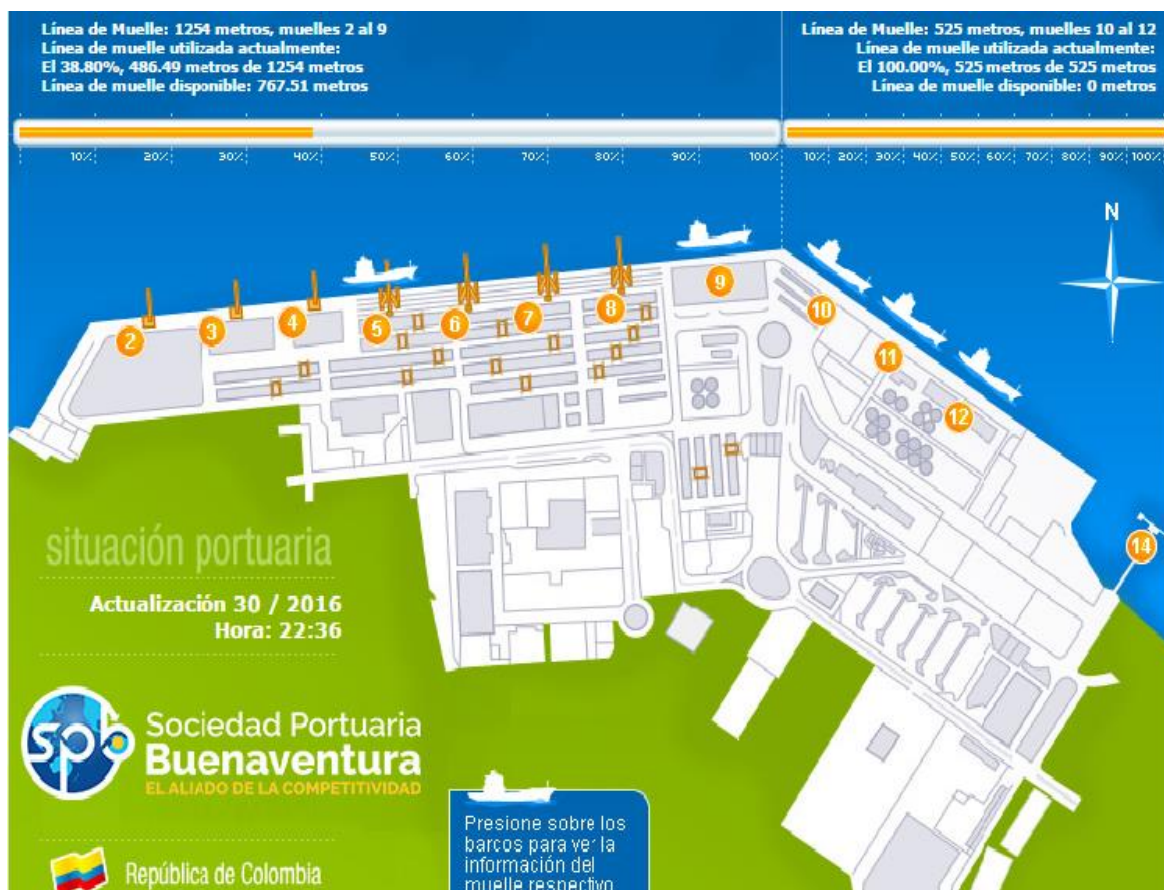 Línea de Muelle: 1254 metros, muelles 2 al 9
Línea de muelle utilizada actualmente:
El 38.80%, 486.49 metros de 1254 metros
Línea de muelle disponible: 767.51 metros
Línea de Muelle: 525 metros, muelles 10 al 12
Línea de muelle utilizada actualmente:
El 100.00%, 525 metros de 525 metros
Línea de muelle disponible: 0 metros
10% 20% 30% 40% 50% 60% 70% 80% 90% 100%
10% 20% 30% 40% 50% 60% 70% 80% 90% 100%
N
2
3
4
5
6
7
8
9
10
11
12
14
situación portuaria
Actualización 30 / 2016
Hora: 22:36
spb
Sociedad Portuaria
Buenaventura
EL ALIADO DE LA COMPETITIVIDAD
República de Colombia
Presione sobre los
barcos para ver la
información del
muelle respectivo